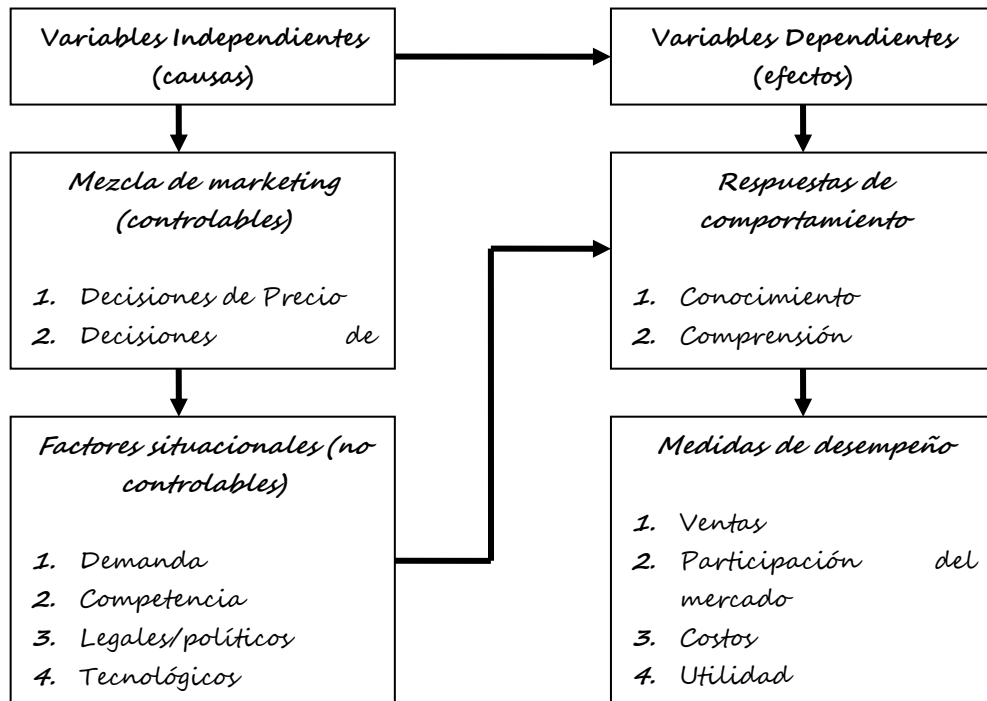 Variables Independientes
(causas)
Variables Dependientes
(efectos)
Mezcla de marketing
(controlables)
1. Decisiones de Precio
2. Decisiones de
Respuestas de
comportamiento
1. Conocimiento
2. Comprensión
Factores situacionales (no
controlables)
1. Demanda
2. Competencia
3. Legales/políticos
4. Tecnológicos
Medidas de desempeño
1. Ventas
2. Participación del
mercado
3. Costos
4. Utilidad